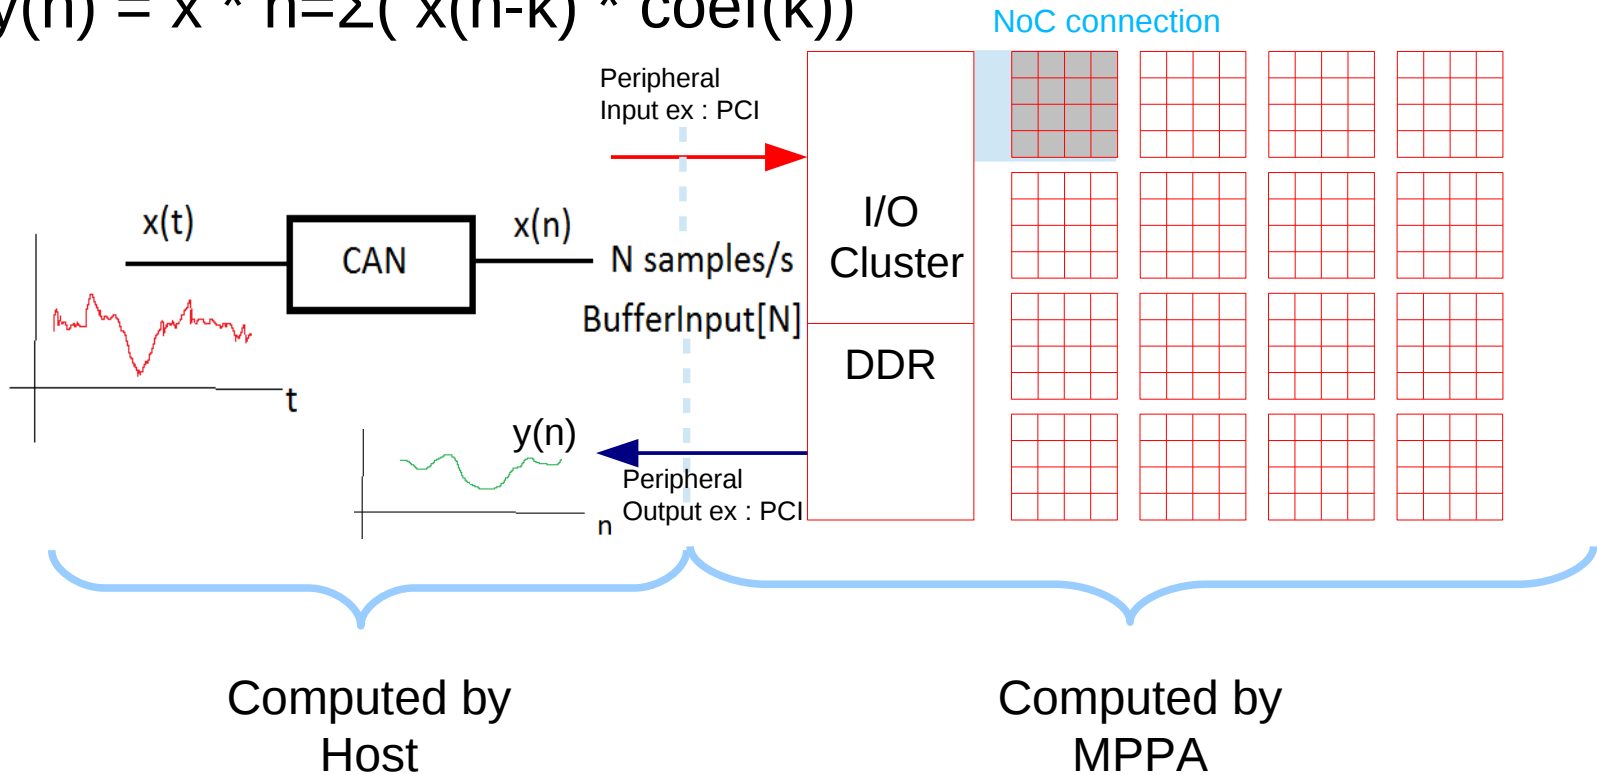 y(n) = x * h=Σ( x(n-k) * coef(k))
NoC connection
Peripheral
Input ex : PCI
x(t)
CAN
x(n)
N samples/s
BufferInput[N]
I/O
Cluster
DDR
t
y(n)
n
Peripheral
Output ex : PCI
Computed by
Host
Computed by
MPPA